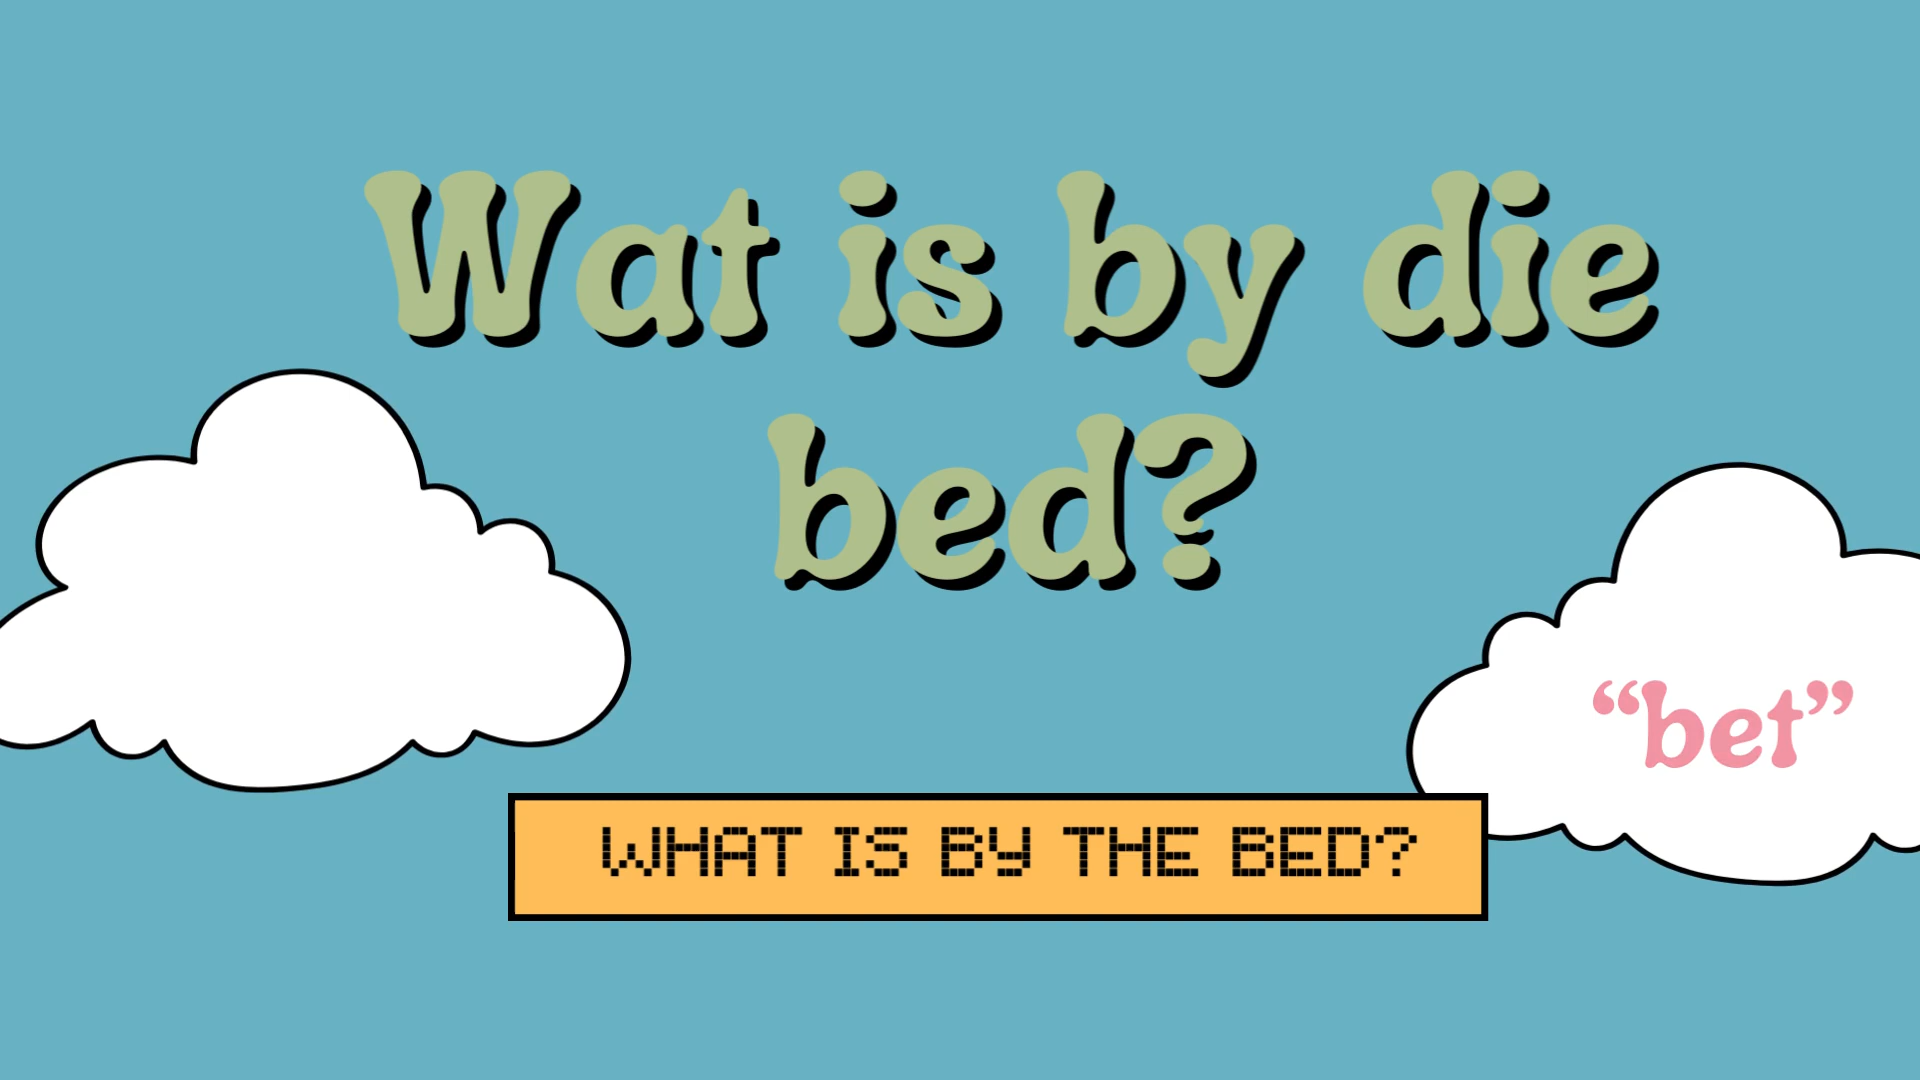 Wat is by die
bed?
“bet”
WHAT IS BY THE BED?